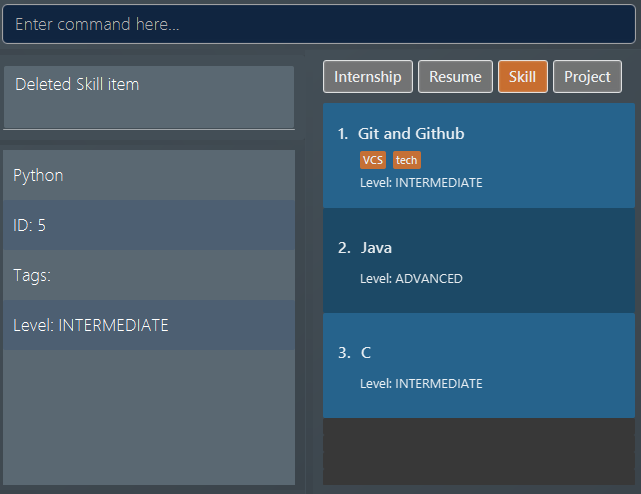 Enter command here...
Deleted Skill item
Python
ID: 5
Tags:
Level: INTERMEDIATE
Internship Resume Skill Project
1. Git and Github
VCS tech
Level: INTERMEDIATE
2. Java
Level: ADVANCED
3. C
Level: INTERMEDIATE